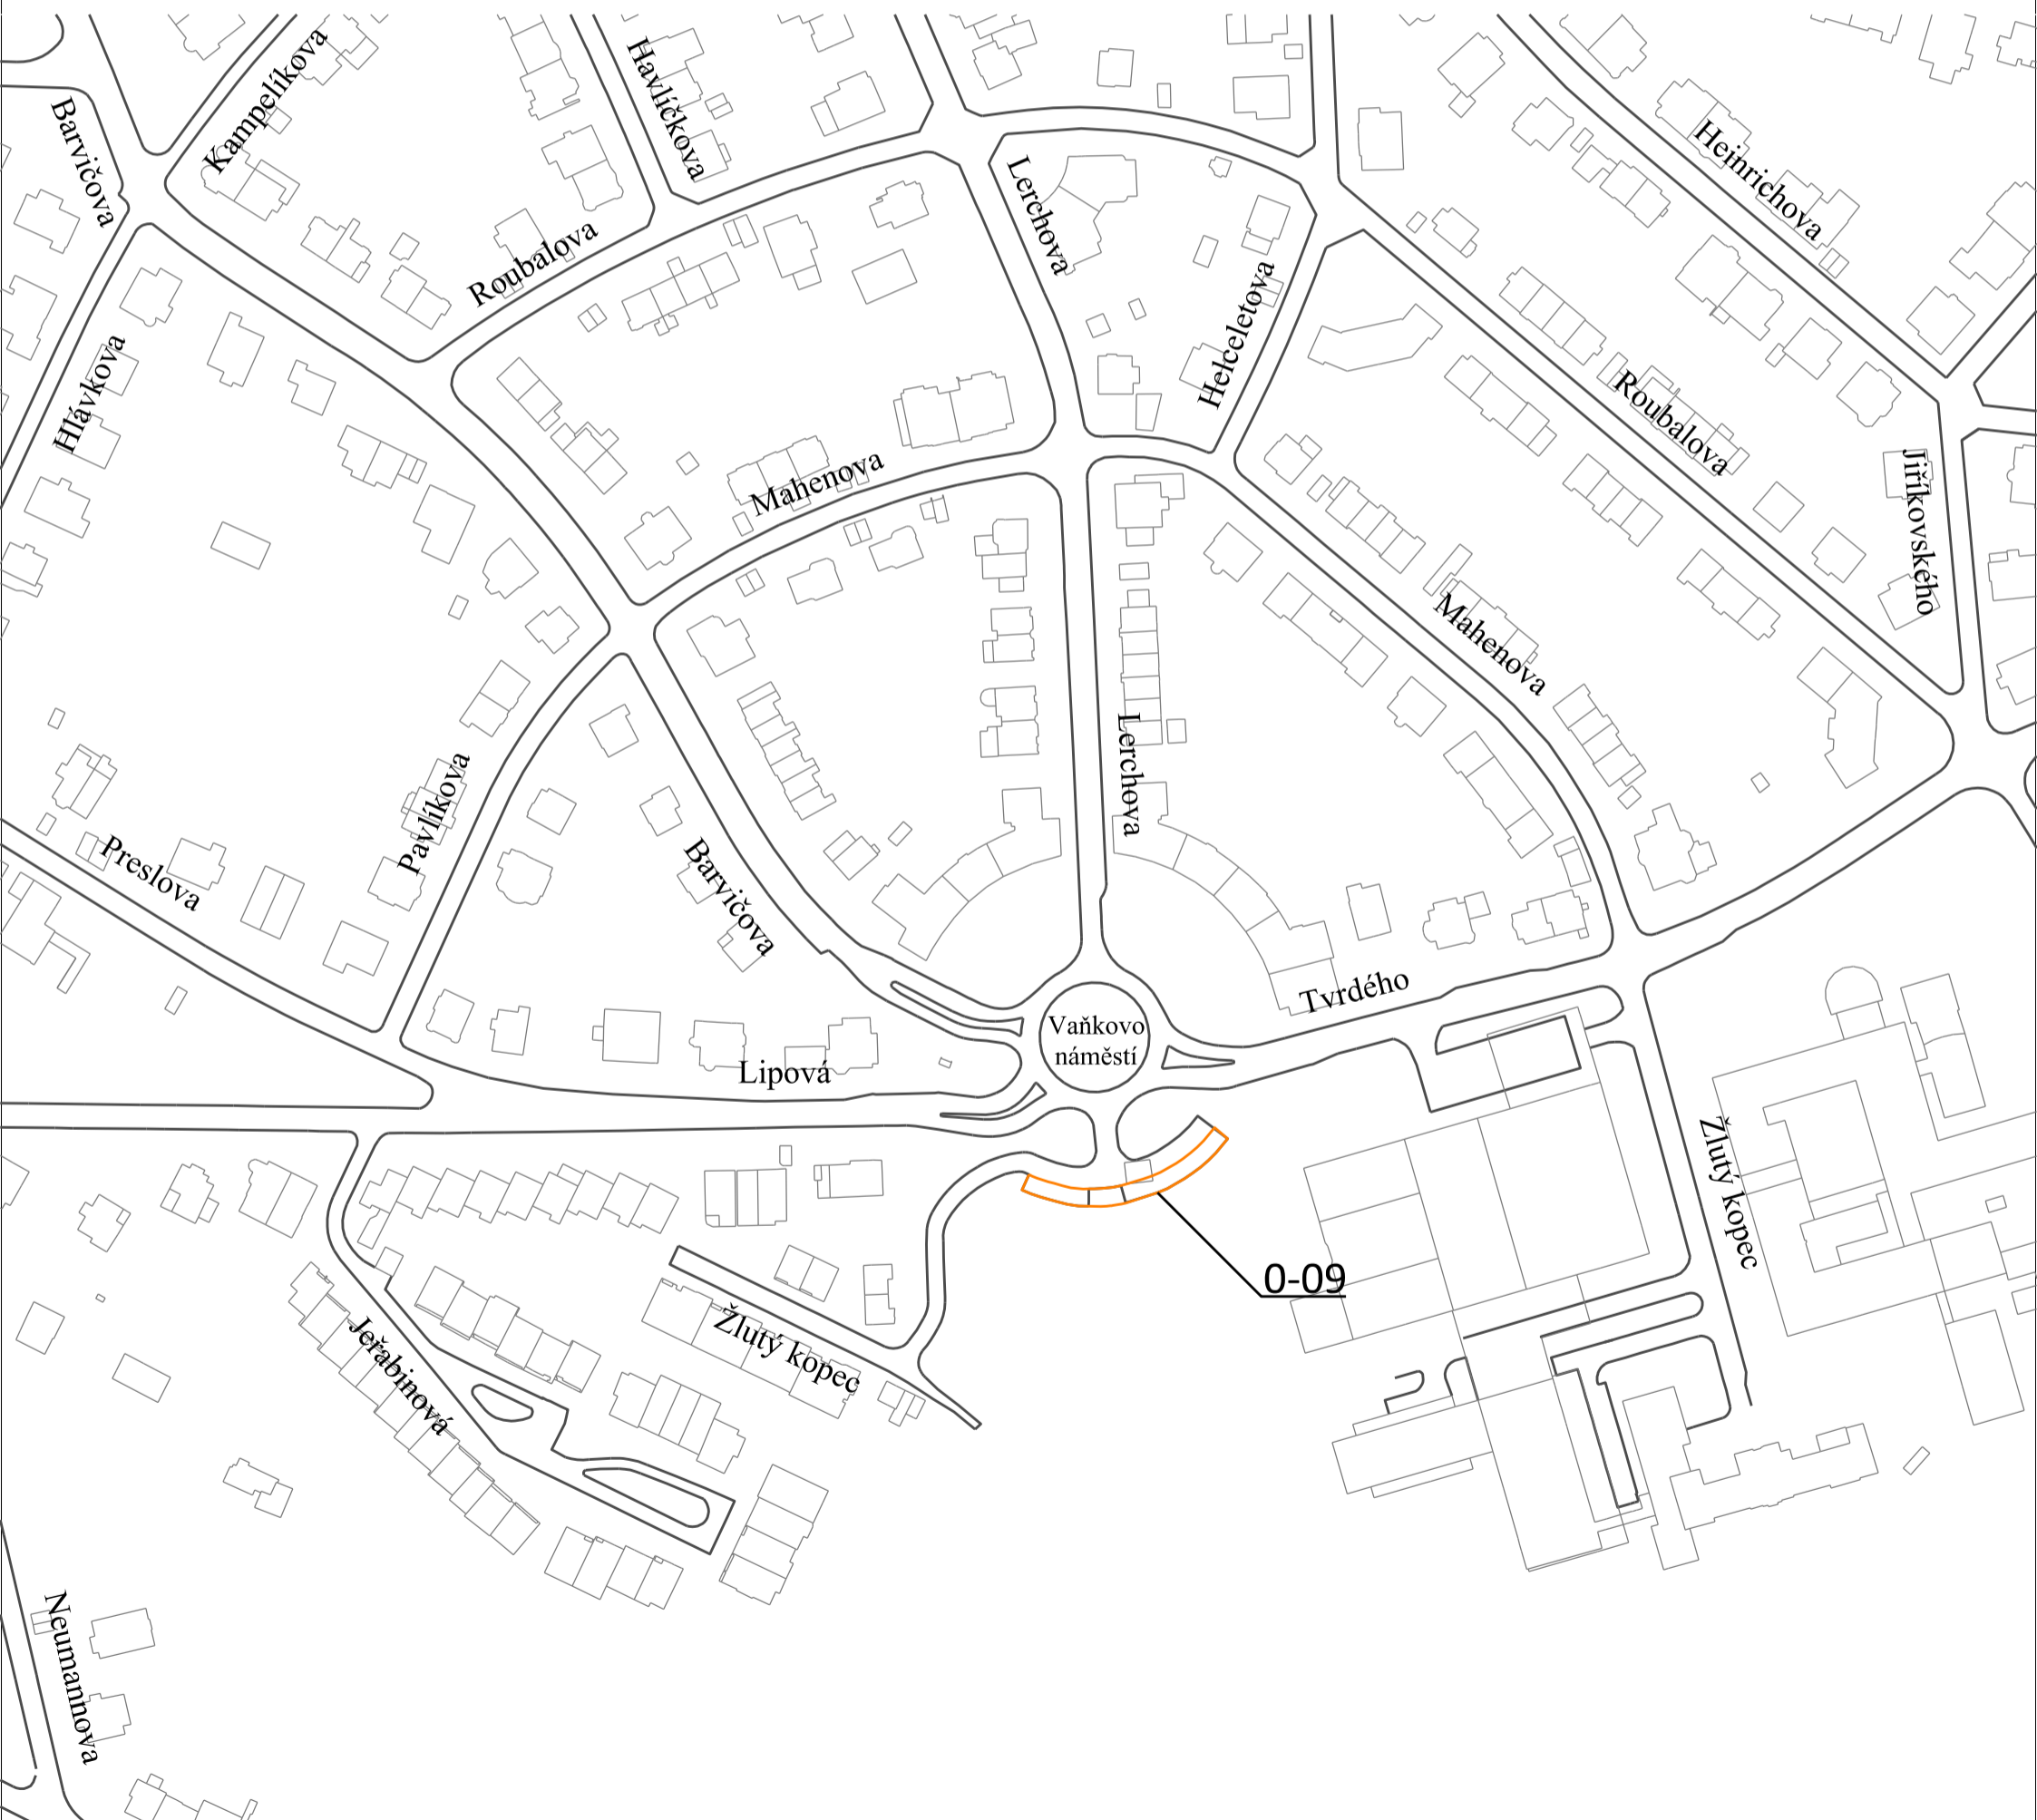 Kampelíkova
Havlíčkova
Barvičova
Heinrichova
Lerchova
Roubalova
Helceletova
Hlávkova
Roubalova
Mahenova
Jiříkovského
Mahenova
Lerchova
Pavlíkova
Preslova
Barvičova
Tvrdého
Vaňkovo
náměstí
Lipová
Žlutý kopec
0-09
Žlutý kopec
Jeřabinová
Neumannova